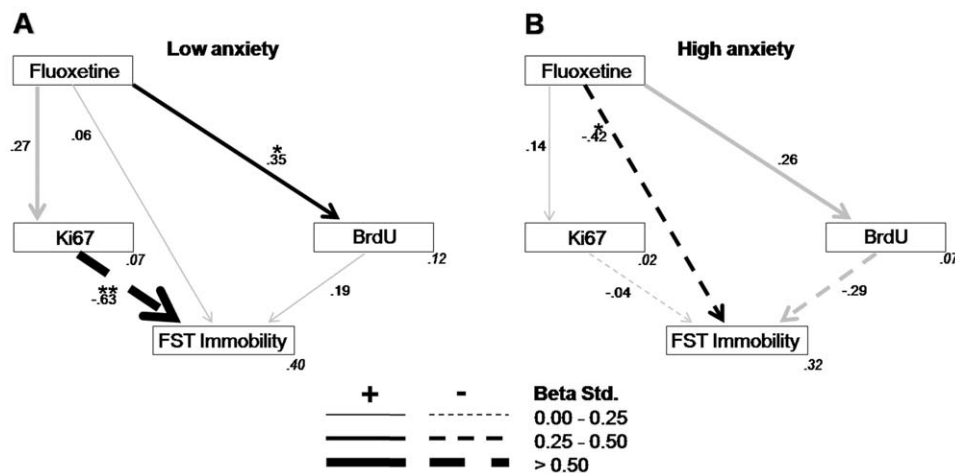 A
Low anxiety
Fluoxetine
.27
.06
*
.35
Ki67
.07
BrdU
.12
**
-.63
.19
FST Immobility
.40
B
High anxiety
Fluoxetine
.14
*
-.42
.26
Ki67
.02
BrdU
.07
-.04
-.29
FST Immobility
.32
+ - Beta Std.
0.00 - 0.25
0.25 - 0.50
> 0.50